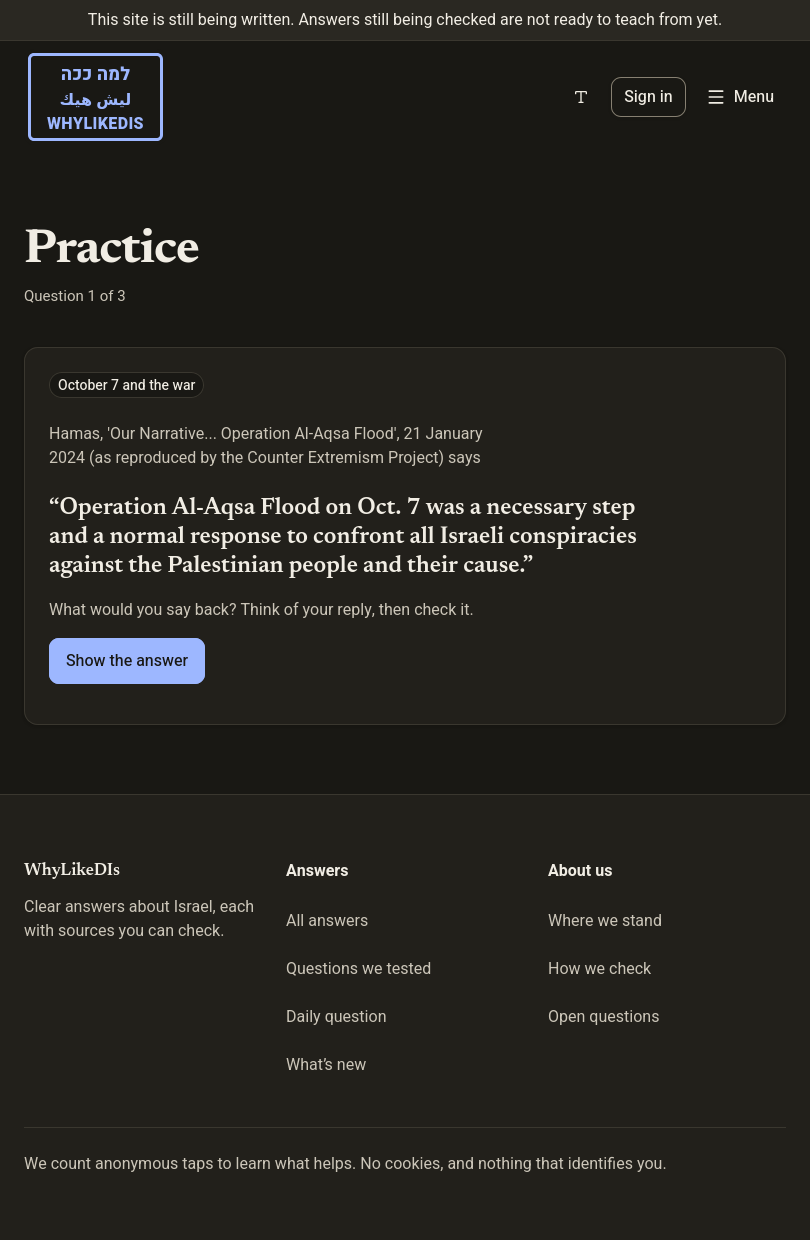 This site is still being written. Answers still being checked are not ready to teach from yet.
למה ככה
ليش هيك
WHYLIKEDIS
Sign in
Menu
Practice
Question 1 of 3
October 7 and the war
Hamas, 'Our Narrative... Operation Al-Aqsa Flood', 21 January
2024 (as reproduced by the Counter Extremism Project) says
“Operation Al-Aqsa Flood on Oct. 7 was a necessary step
and a normal response to confront all Israeli conspiracies
against the Palestinian people and their cause.”
What would you say back? Think of your reply, then check it.
Show the answer
WhyLikeDIs
Clear answers about Israel, each
with sources you can check.
Answers
All answers
Questions we tested
Daily question
What’s new
About us
Where we stand
How we check
Open questions
We count anonymous taps to learn what helps. No cookies, and nothing that identifies you.